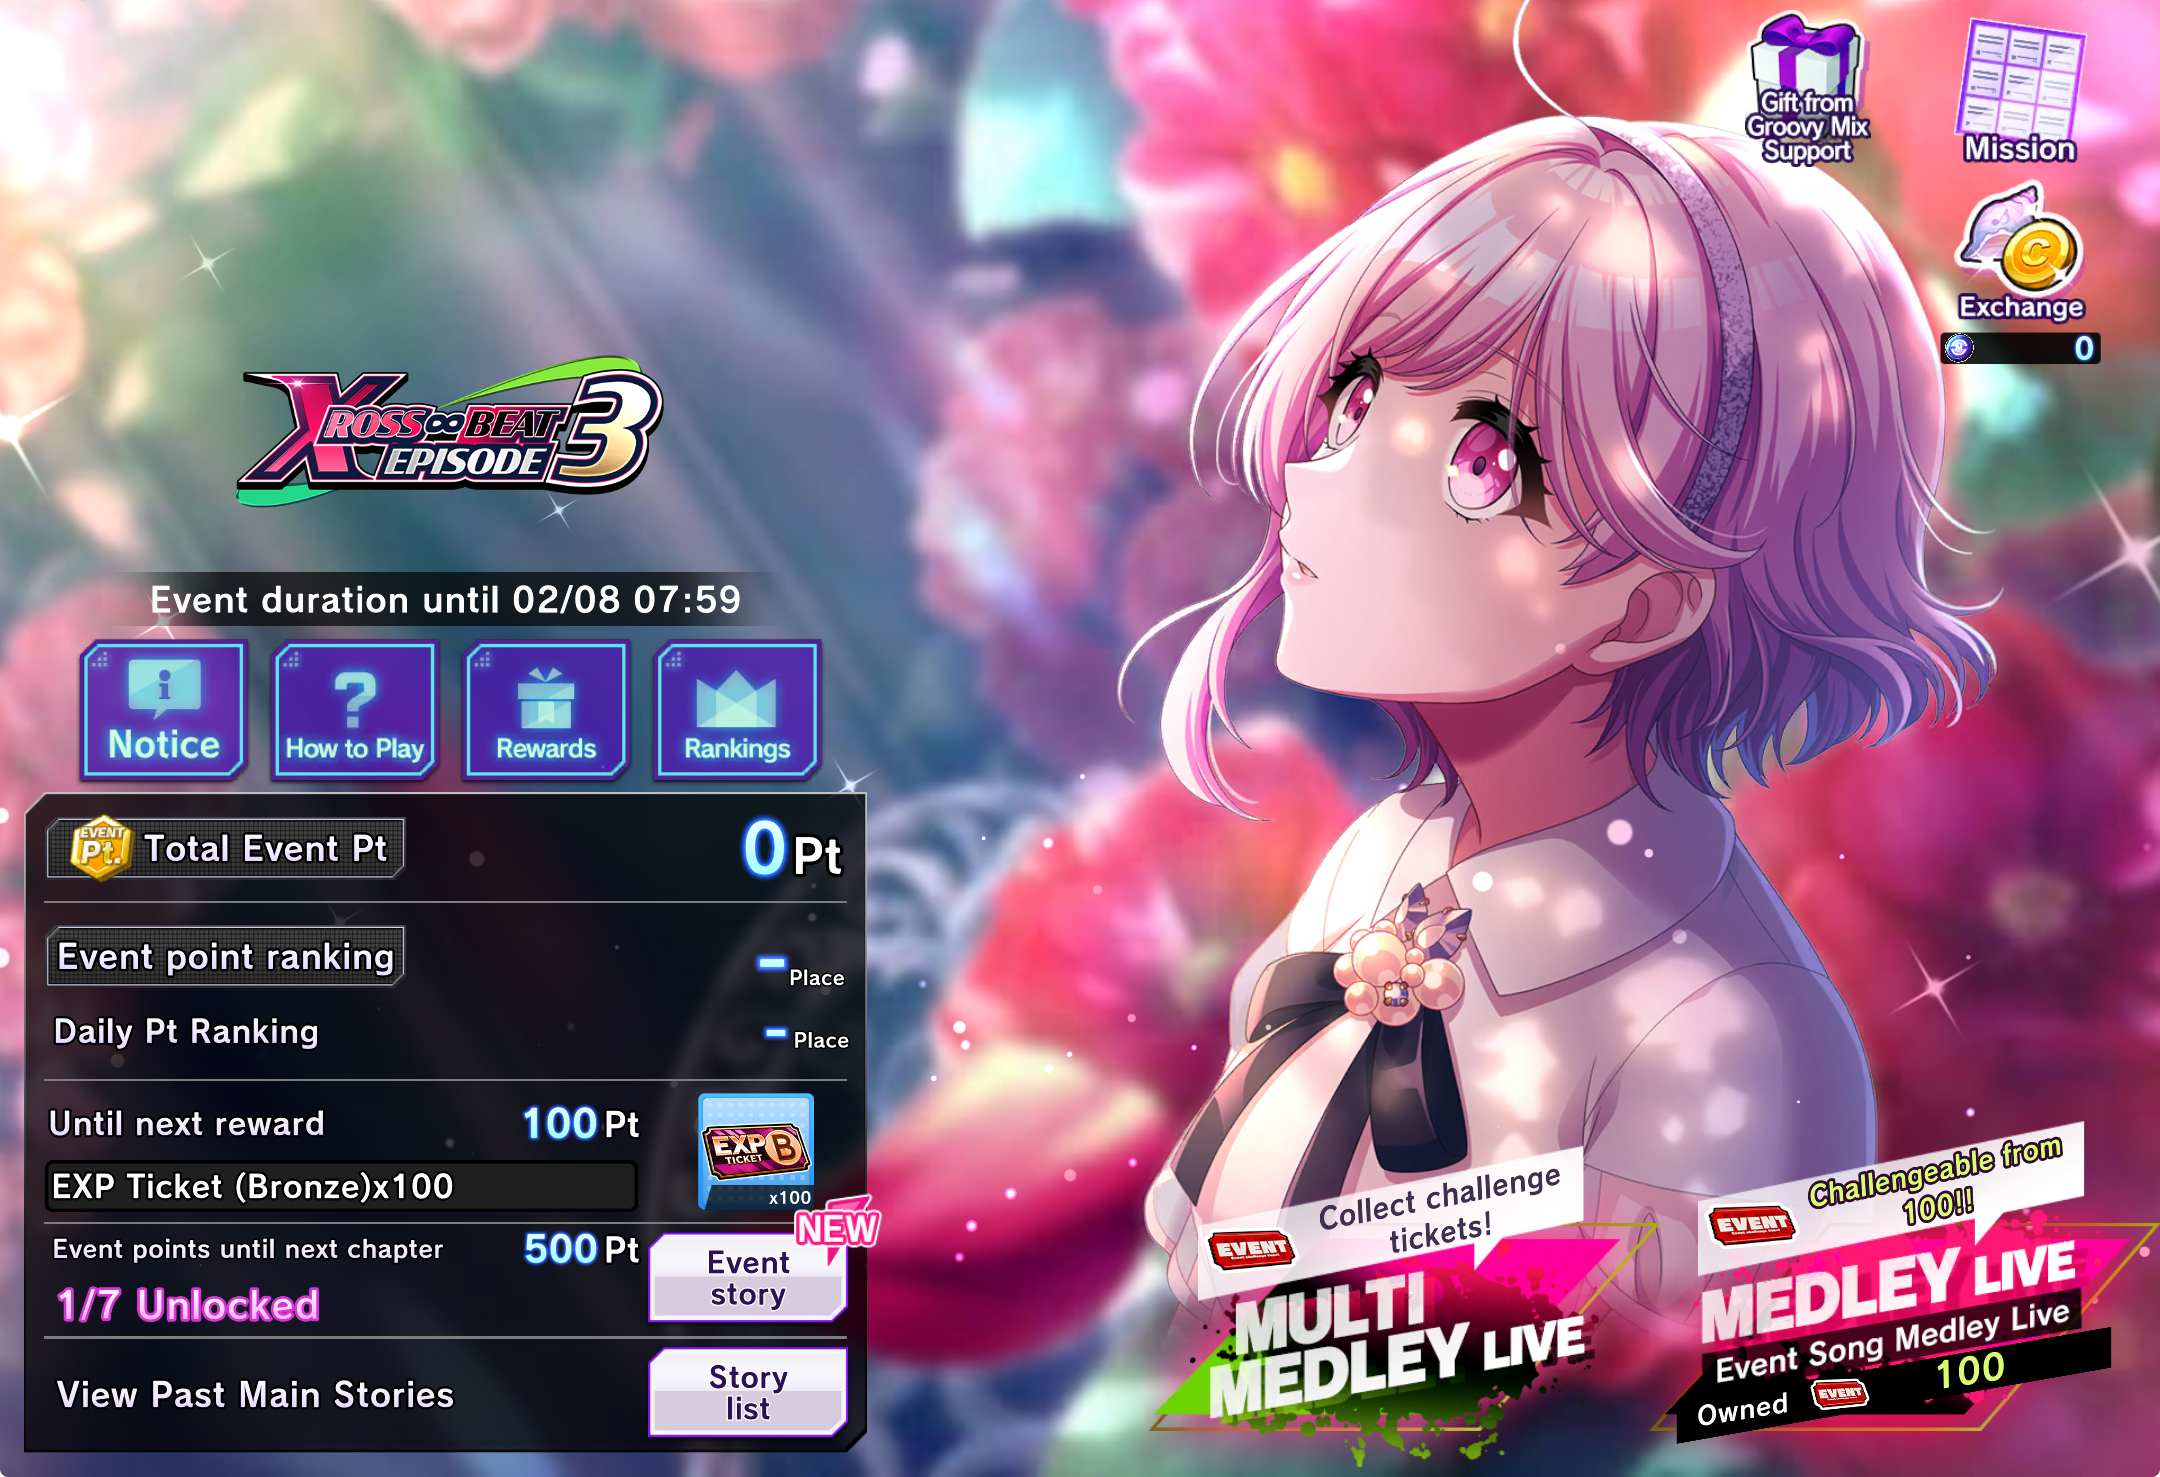 Gift from
Groovy Mix
Support
Mission
Exchange
0
XROSS∞BEAT
EPISODE 3
Event duration until 02/08 07:59
Notice
How to Play
Rewards
Rankings
EVENT
Pt.
Total Event Pt
0 Pt
Event point ranking
- Place
Daily Pt Ranking
- Place
Until next reward
100 Pt
EXP Ticket (Bronze)x100
EXP B
TICKET
x100
Event points until next chapter
500 Pt
1/7 Unlocked
NEW
Event
story
View Past Main Stories
Story
list
EVENT
Collect challenge
tickets!
MULTI
MEDLEY LIVE
EVENT
Challengeable from
100!!
MEDLEY LIVE
Event Song Medley Live
Owned EVENT 100